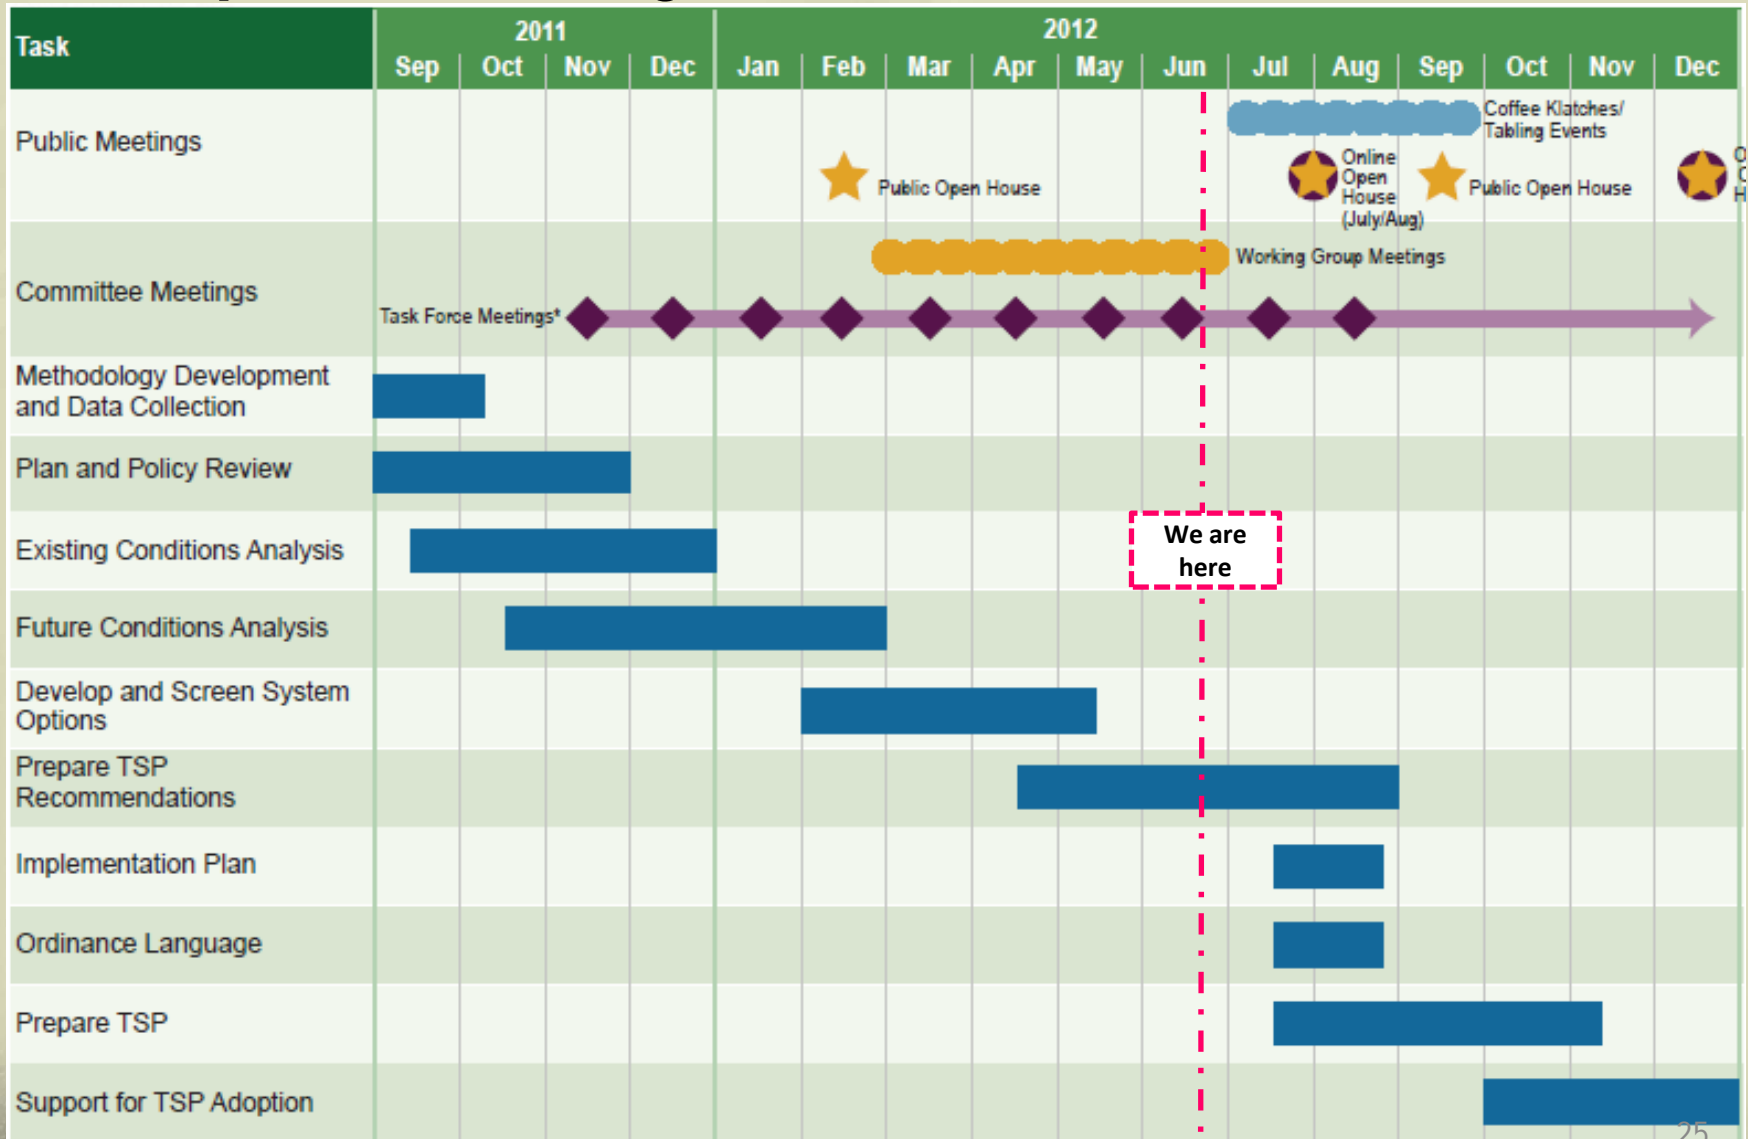 Task
2011
2012
Sep Oct Nov Dec Jan Feb Mar Apr May Jun Jul Aug Sep Oct Nov Dec
Public Meetings
Coffee Klatches/
Tabling Events
Public Open House
Online
Open
House
(July/Aug)
Public Open House
Committee Meetings
Working Group Meetings
Task Force Meetings*
Methodology Development
and Data Collection
Plan and Policy Review
Existing Conditions Analysis
We are
here
Future Conditions Analysis
Develop and Screen System
Options
Prepare TSP
Recommendations
Implementation Plan
Ordinance Language
Prepare TSP
Support for TSP Adoption
25